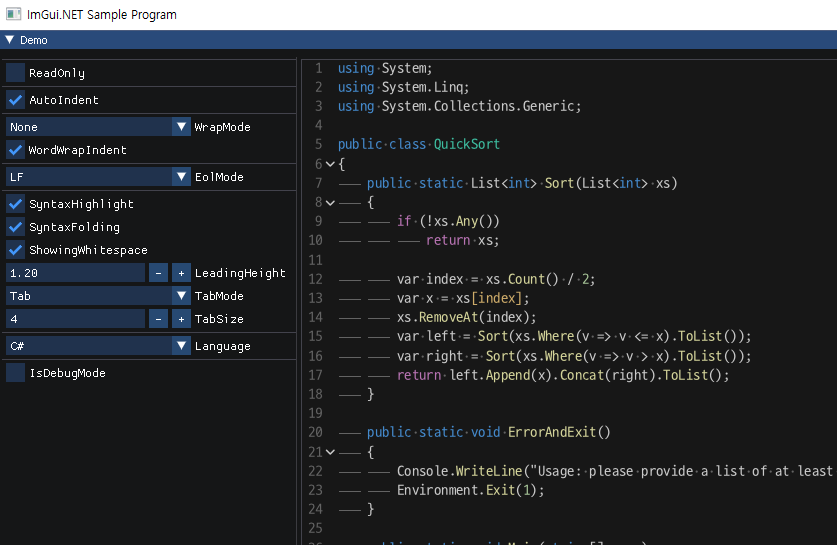 ImGui.NET Sample Program
Demo
ReadOnly
AutoIndent
None WrapMode
WordWrapIndent
LF EolMode
SyntaxHighlight
SyntaxFolding
ShowingWhitespace
1.20 - + LeadingHeight
Tab TabMode
4 - + TabSize
C# Language
IsDebugMode
1 using·System;
2 using·System.Linq;
3 using·System.Collections.Generic;
4
5 public·class·QuickSort
6 {
7 public·static·List<int>·Sort(List<int>·xs)
8 {
9 if·(!xs.Any())
10 return·xs;
11
12 var·index·=·xs.Count()·/·2;
13 var·x·=·xs[index];
14 xs.RemoveAt(index);
15 var·left·=·Sort(xs.Where(v·=>·v·<=·x).ToList());
16 var·right·=·Sort(xs.Where(v·=>·v·>·x).ToList());
17 return·left.Append(x).Concat(right).ToList();
18 }
19
20 public·static·void·ErrorAndExit()
21 {
22 Console.WriteLine("Usage:·please·provide·a·list·of·at·least
23 Environment.Exit(1);
24 }
25